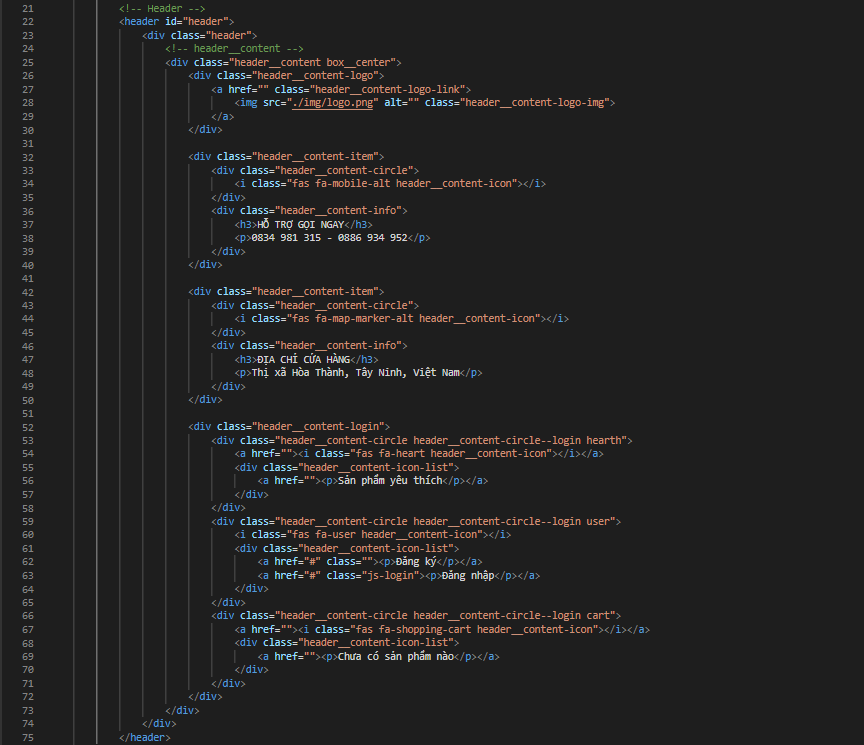 21 <!-- Header -->
22 <header id="header">
23 <div class="header">
24 <!-- header__content -->
25 <div class="header__content box__center">
26 <div class="header__content-logo">
27 <a href="" class="header__content-logo-link">
28 <img src="./img/logo.png" alt="" class="header__content-logo-img">
29 </a>
30 </div>
31
32 <div class="header__content-item">
33 <div class="header__content-circle">
34 <i class="fas fa-mobile-alt header__content-icon"></i>
35 </div>
36 <div class="header__content-info">
37 <h3>HỖ TRỢ GỌI NGAY</h3>
38 <p>0834 981 315 - 0886 934 952</p>
39 </div>
40 </div>
41
42 <div class="header__content-item">
43 <div class="header__content-circle">
44 <i class="fas fa-map-marker-alt header__content-icon"></i>
45 </div>
46 <div class="header__content-info">
47 <h3>ĐỊA CHỈ CỬA HÀNG</h3>
48 <p>Thị xã Hòa Thành, Tây Ninh, Việt Nam</p>
49 </div>
50 </div>
51
52 <div class="header__content-login">
53 <div class="header__content-circle header__content-circle--login hearth">
54 <a href=""><i class="fas fa-heart header__content-icon"></i></a>
55 <div class="header__content-icon-list">
56 <a href=""><p>Sản phẩm yêu thích</p></a>
57 </div>
58 </div>
59 <div class="header__content-circle header__content-circle--login user">
60 <i class="fas fa-user header__content-icon"></i>
61 <div class="header__content-icon-list">
62 <a href="#" class=""><p>Đăng ký</p></a>
63 <a href="#" class="js-login"><p>Đăng nhập</p></a>
64 </div>
65 </div>
66 <div class="header__content-circle header__content-circle--login cart">
67 <a href=""><i class="fas fa-shopping-cart header__content-icon"></i></a>
68 <div class="header__content-icon-list">
69 <a href=""><p>Chưa có sản phẩm nào</p></a>
70 </div>
71 </div>
72 </div>
73 </div>
74 </div>
75 </header>